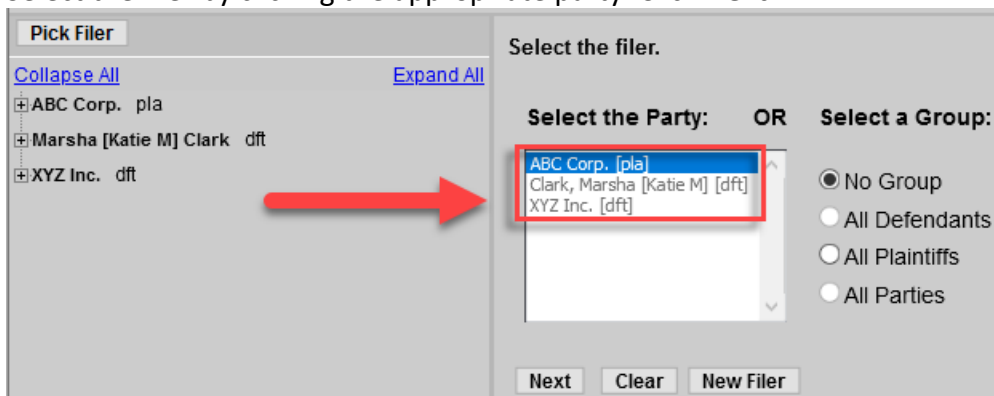 Pick Filer
Collapse All Expand All
ABC Corp. pla
Marsha [Katie M] Clark dft
XYZ Inc. dft
Select the filer.
Select the Party: OR Select a Group:
ABC Corp. [pla]
Clark, Marsha [Katie M] [dft]
XYZ Inc. [dft]
No Group
All Defendants
All Plaintiffs
All Parties
Next Clear New Filer